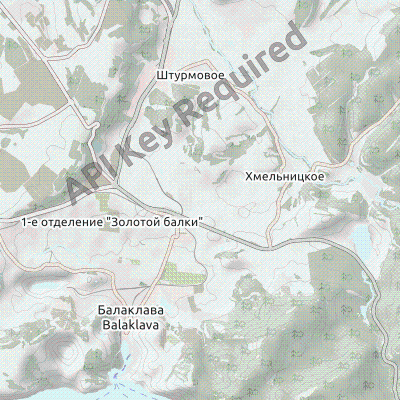 Штурмовое
API Key Required
Хмельницкое
1-е отделение "Золотой балки"
Балаклава
Balaklava